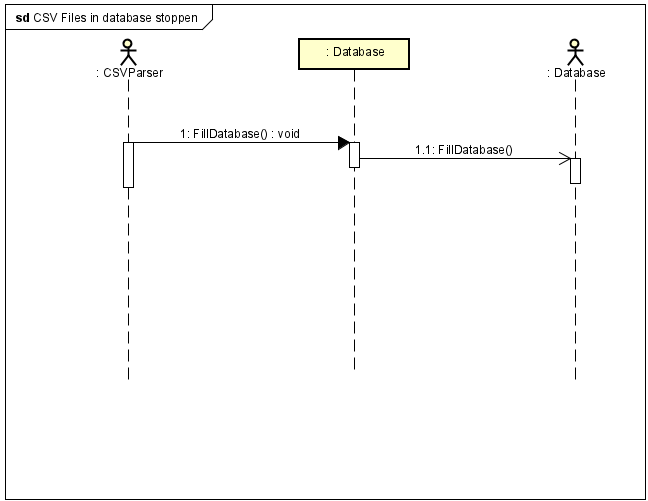 sd CSV Files in database stoppen
: CSVParser
: Database
: Database
1: FillDatabase() : void
1.1: FillDatabase()